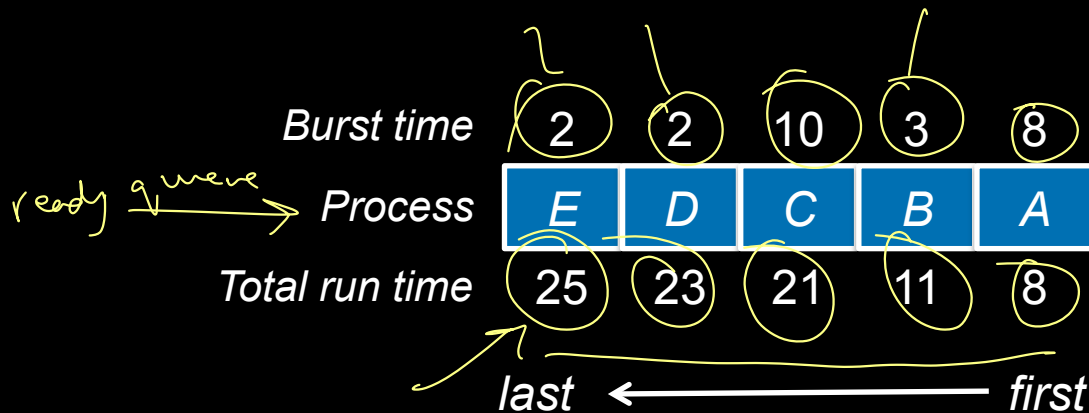 Burst time 2 2 10 3 8
ready queue Process E D C B A
Total run time 25 23 21 11 8
last first